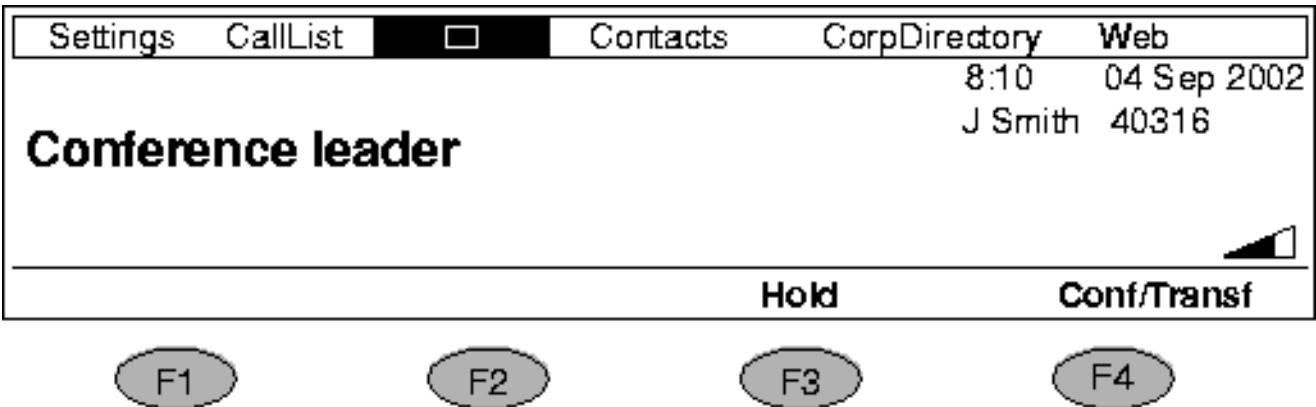 Settings CallList Contacts CorpDirectory Web
8:10 04 Sep 2002
J Smith 40316
Conference leader
Hold Conf/Transf
F1 F2 F3 F4